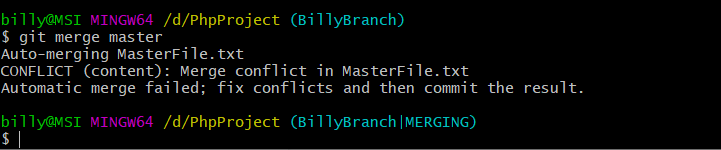 billy@MSI MINGW64 /d/PhpProject (BillyBranch)
$ git merge master
Auto-merging MasterFile.txt
CONFLICT (content): Merge conflict in MasterFile.txt
Automatic merge failed; fix conflicts and then commit the result.
billy@MSI MINGW64 /d/PhpProject (BillyBranch|MERGING)
$